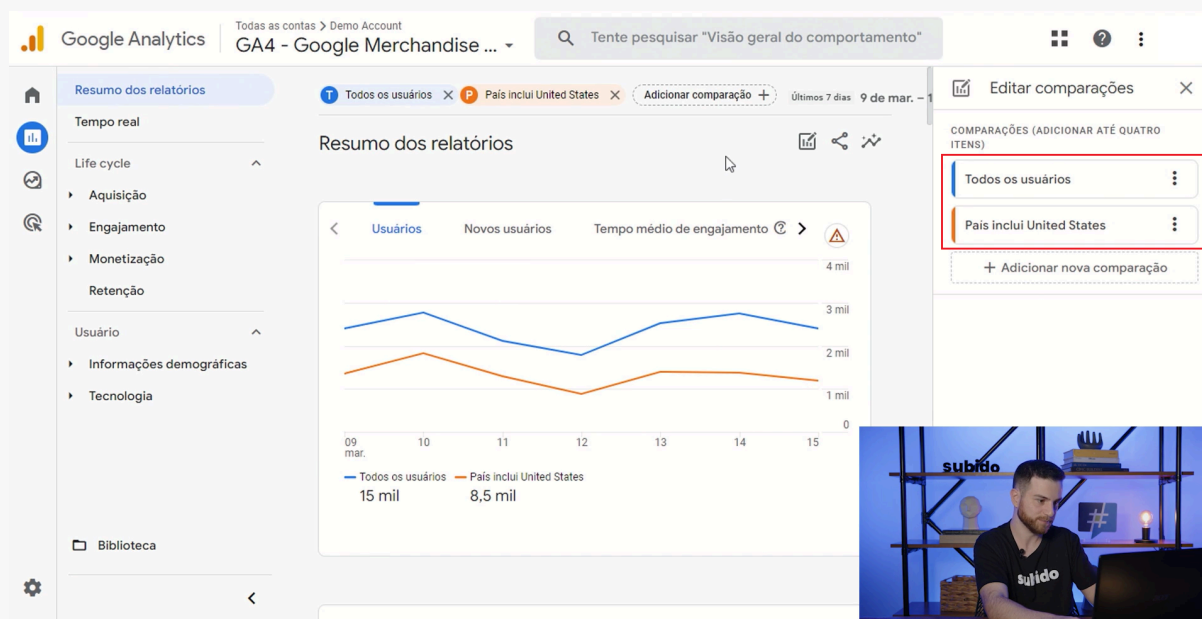 Google Analytics
Todas as contas > Demo Account
GA4 - Google Merchandise ...
Tente pesquisar "Visão geral do comportamento"
Resumo dos relatórios
Tempo real
Life cycle
Aquisição
Engajamento
Monetização
Retenção
Usuário
Informações demográficas
Tecnologia
Biblioteca
T Todos os usuários
P País inclui United States
Adicionar comparação +
Últimos 7 dias 9 de mar. – 1
Resumo dos relatórios
Usuários
Novos usuários
Tempo médio de engajamento
4 mil
3 mil
2 mil
1 mil
0
09 10 11 12 13 14 15
mar.
Todos os usuários País inclui United States
15 mil 8,5 mil
Editar comparações
COMPARAÇÕES (ADICIONAR ATÉ QUATRO
ITENS)
Todos os usuários
País inclui United States
+ Adicionar nova comparação
subido
#
subido